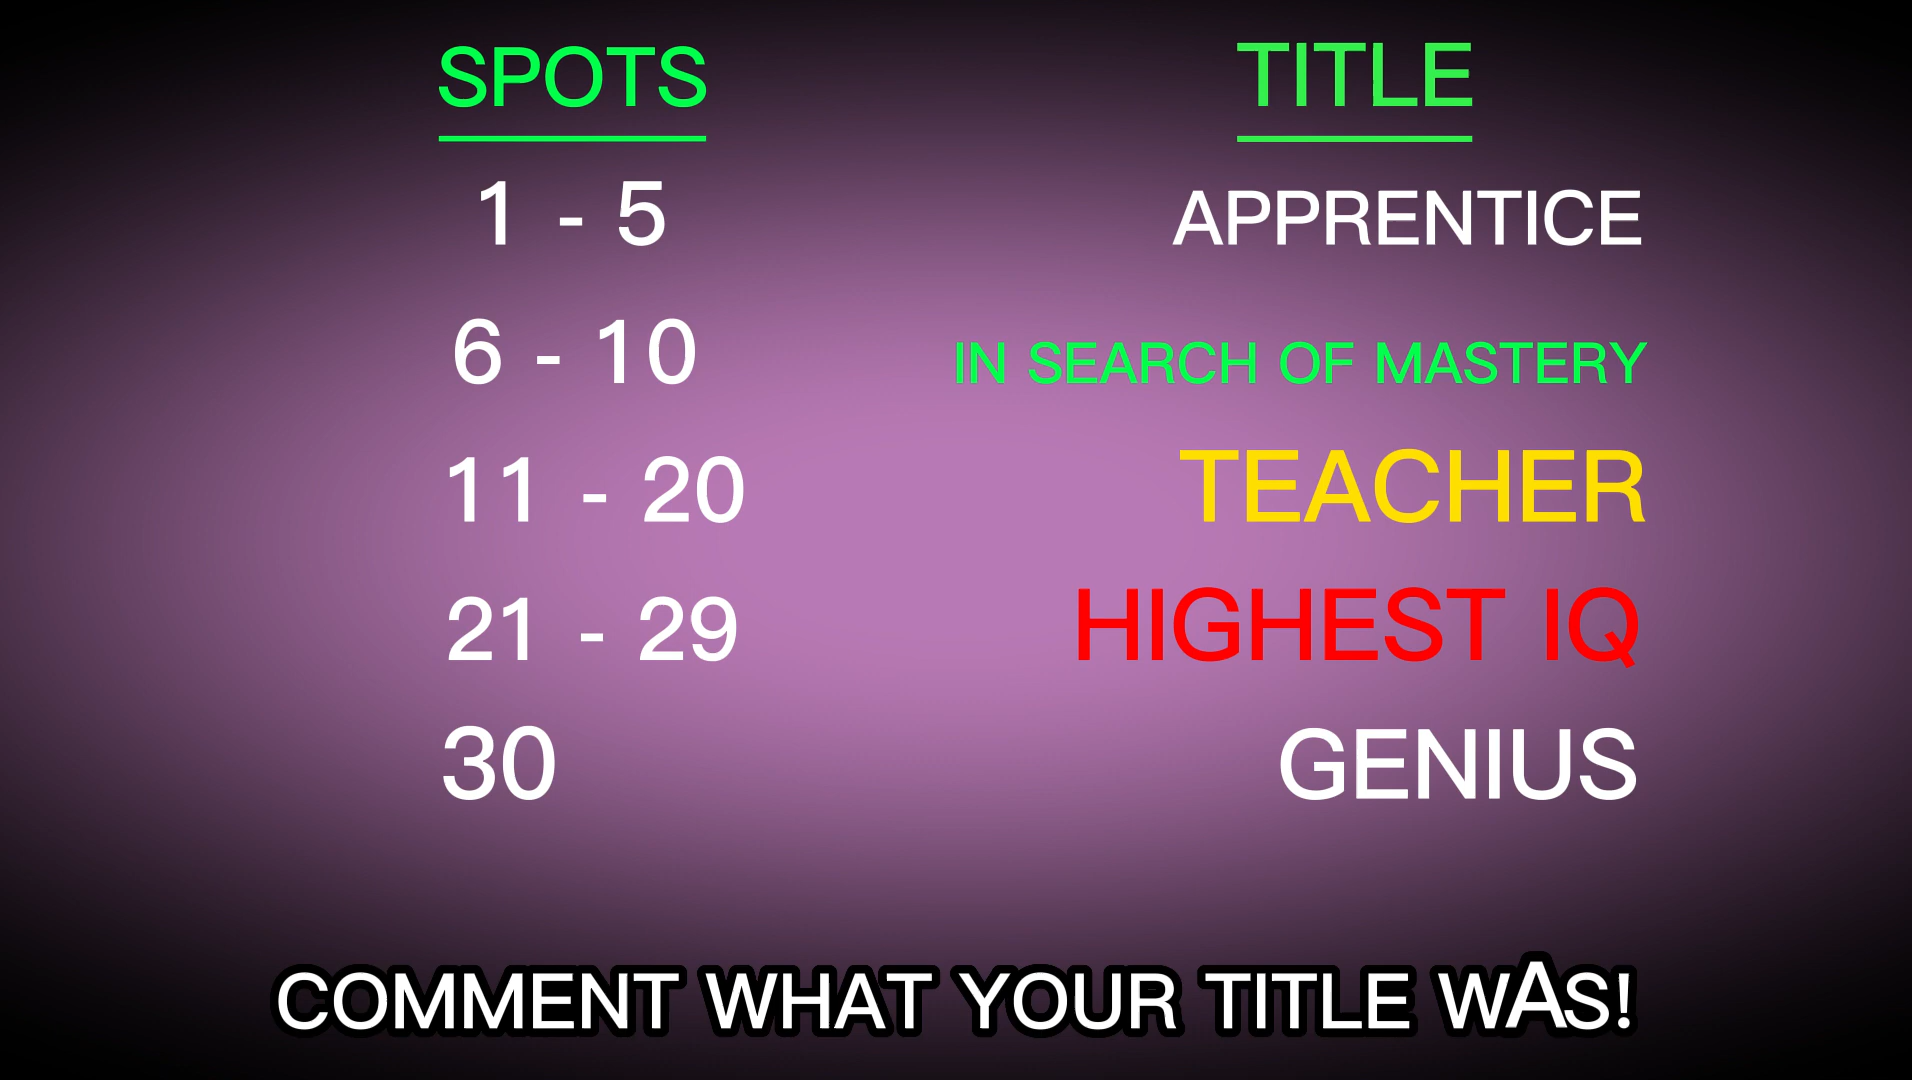 SPOTS TITLE
1 - 5 APPRENTICE
6 - 10 IN SEARCH OF MASTERY
11 - 20 TEACHER
21 - 29 HIGHEST IQ
30 GENIUS
COMMENT WHAT YOUR TITLE WAS!